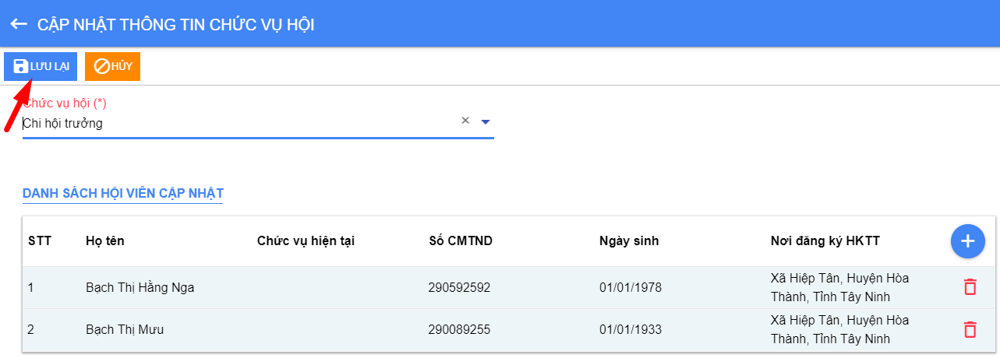 CẬP NHẬT THÔNG TIN CHỨC VỤ HỘI
LƯU LẠI HỦY
Chức vụ hội (*)
Chi hội trưởng
DANH SÁCH HỘI VIÊN CẬP NHẬT
STT Họ tên Chức vụ hiện tại Số CMTND Ngày sinh Nơi đăng ký HKTT
1 Bạch Thị Hằng Nga 290592592 01/01/1978 Xã Hiệp Tân, Huyện Hòa
Thành, Tỉnh Tây Ninh
2 Bạch Thị Mưu 290089255 01/01/1933 Xã Hiệp Tân, Huyện Hòa
Thành, Tỉnh Tây Ninh